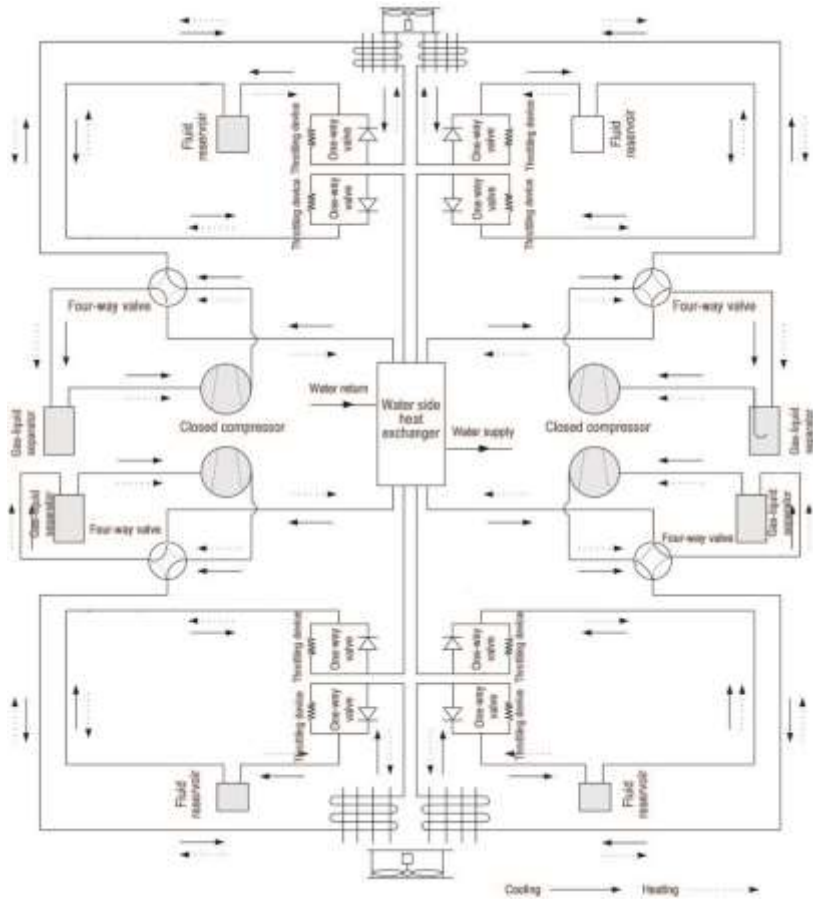 Fluid
reservoir
Throttling device
One-way
valve
One-way
valve
Throttling device
Fluid
reservoir
Throttling device
One-way
valve
One-way
valve
Throttling device
Four-way valve
Four-way valve
Gas-liquid
separator
Closed compressor
Water return
Water side
heat
exchanger
Water supply
Closed compressor
Gas-liquid
separator
Gas-liquid
separator
Four-way valve
Four-way valve
Gas-liquid
separator
Throttling device
One-way
valve
One-way
valve
Throttling device
Throttling device
One-way
valve
One-way
valve
Throttling device
Fluid
reservoir
Fluid
reservoir
Cooling
Heating